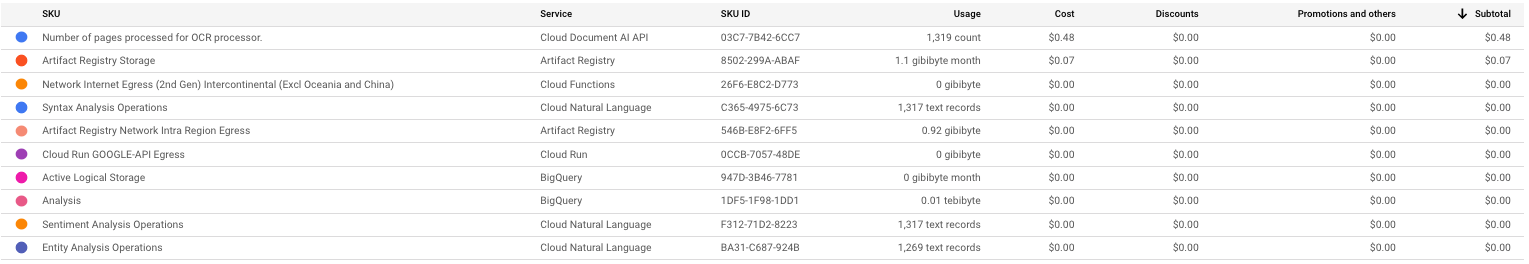 SKU Service SKU ID Usage Cost Discounts Promotions and others ↓ Subtotal
Number of pages processed for OCR processor. Cloud Document AI API 03C7-7B42-6CC7 1,319 count $0.48 $0.00 $0.00 $0.48
Artifact Registry Storage Artifact Registry 8502-299A-ABAF 1.1 gibibyte month $0.07 $0.00 $0.00 $0.07
Network Internet Egress (2nd Gen) Intercontinental (Excl Oceania and China) Cloud Functions 26F6-E8C2-D773 0 gibibyte $0.00 $0.00 $0.00 $0.00
Syntax Analysis Operations Cloud Natural Language C365-4975-6C73 1,317 text records $0.00 $0.00 $0.00 $0.00
Artifact Registry Network Intra Region Egress Artifact Registry 546B-E8F2-6FF5 0.92 gibibyte $0.00 $0.00 $0.00 $0.00
Cloud Run GOOGLE-API Egress Cloud Run 0CCB-7057-48DE 0 gibibyte $0.00 $0.00 $0.00 $0.00
Active Logical Storage BigQuery 947D-3B46-7781 0 gibibyte month $0.00 $0.00 $0.00 $0.00
Analysis BigQuery 1DF5-1F98-1DD1 0.01 tebibyte $0.00 $0.00 $0.00 $0.00
Sentiment Analysis Operations Cloud Natural Language F312-71D2-8223 1,317 text records $0.00 $0.00 $0.00 $0.00
Entity Analysis Operations Cloud Natural Language BA31-C687-924B 1,269 text records $0.00 $0.00 $0.00 $0.00